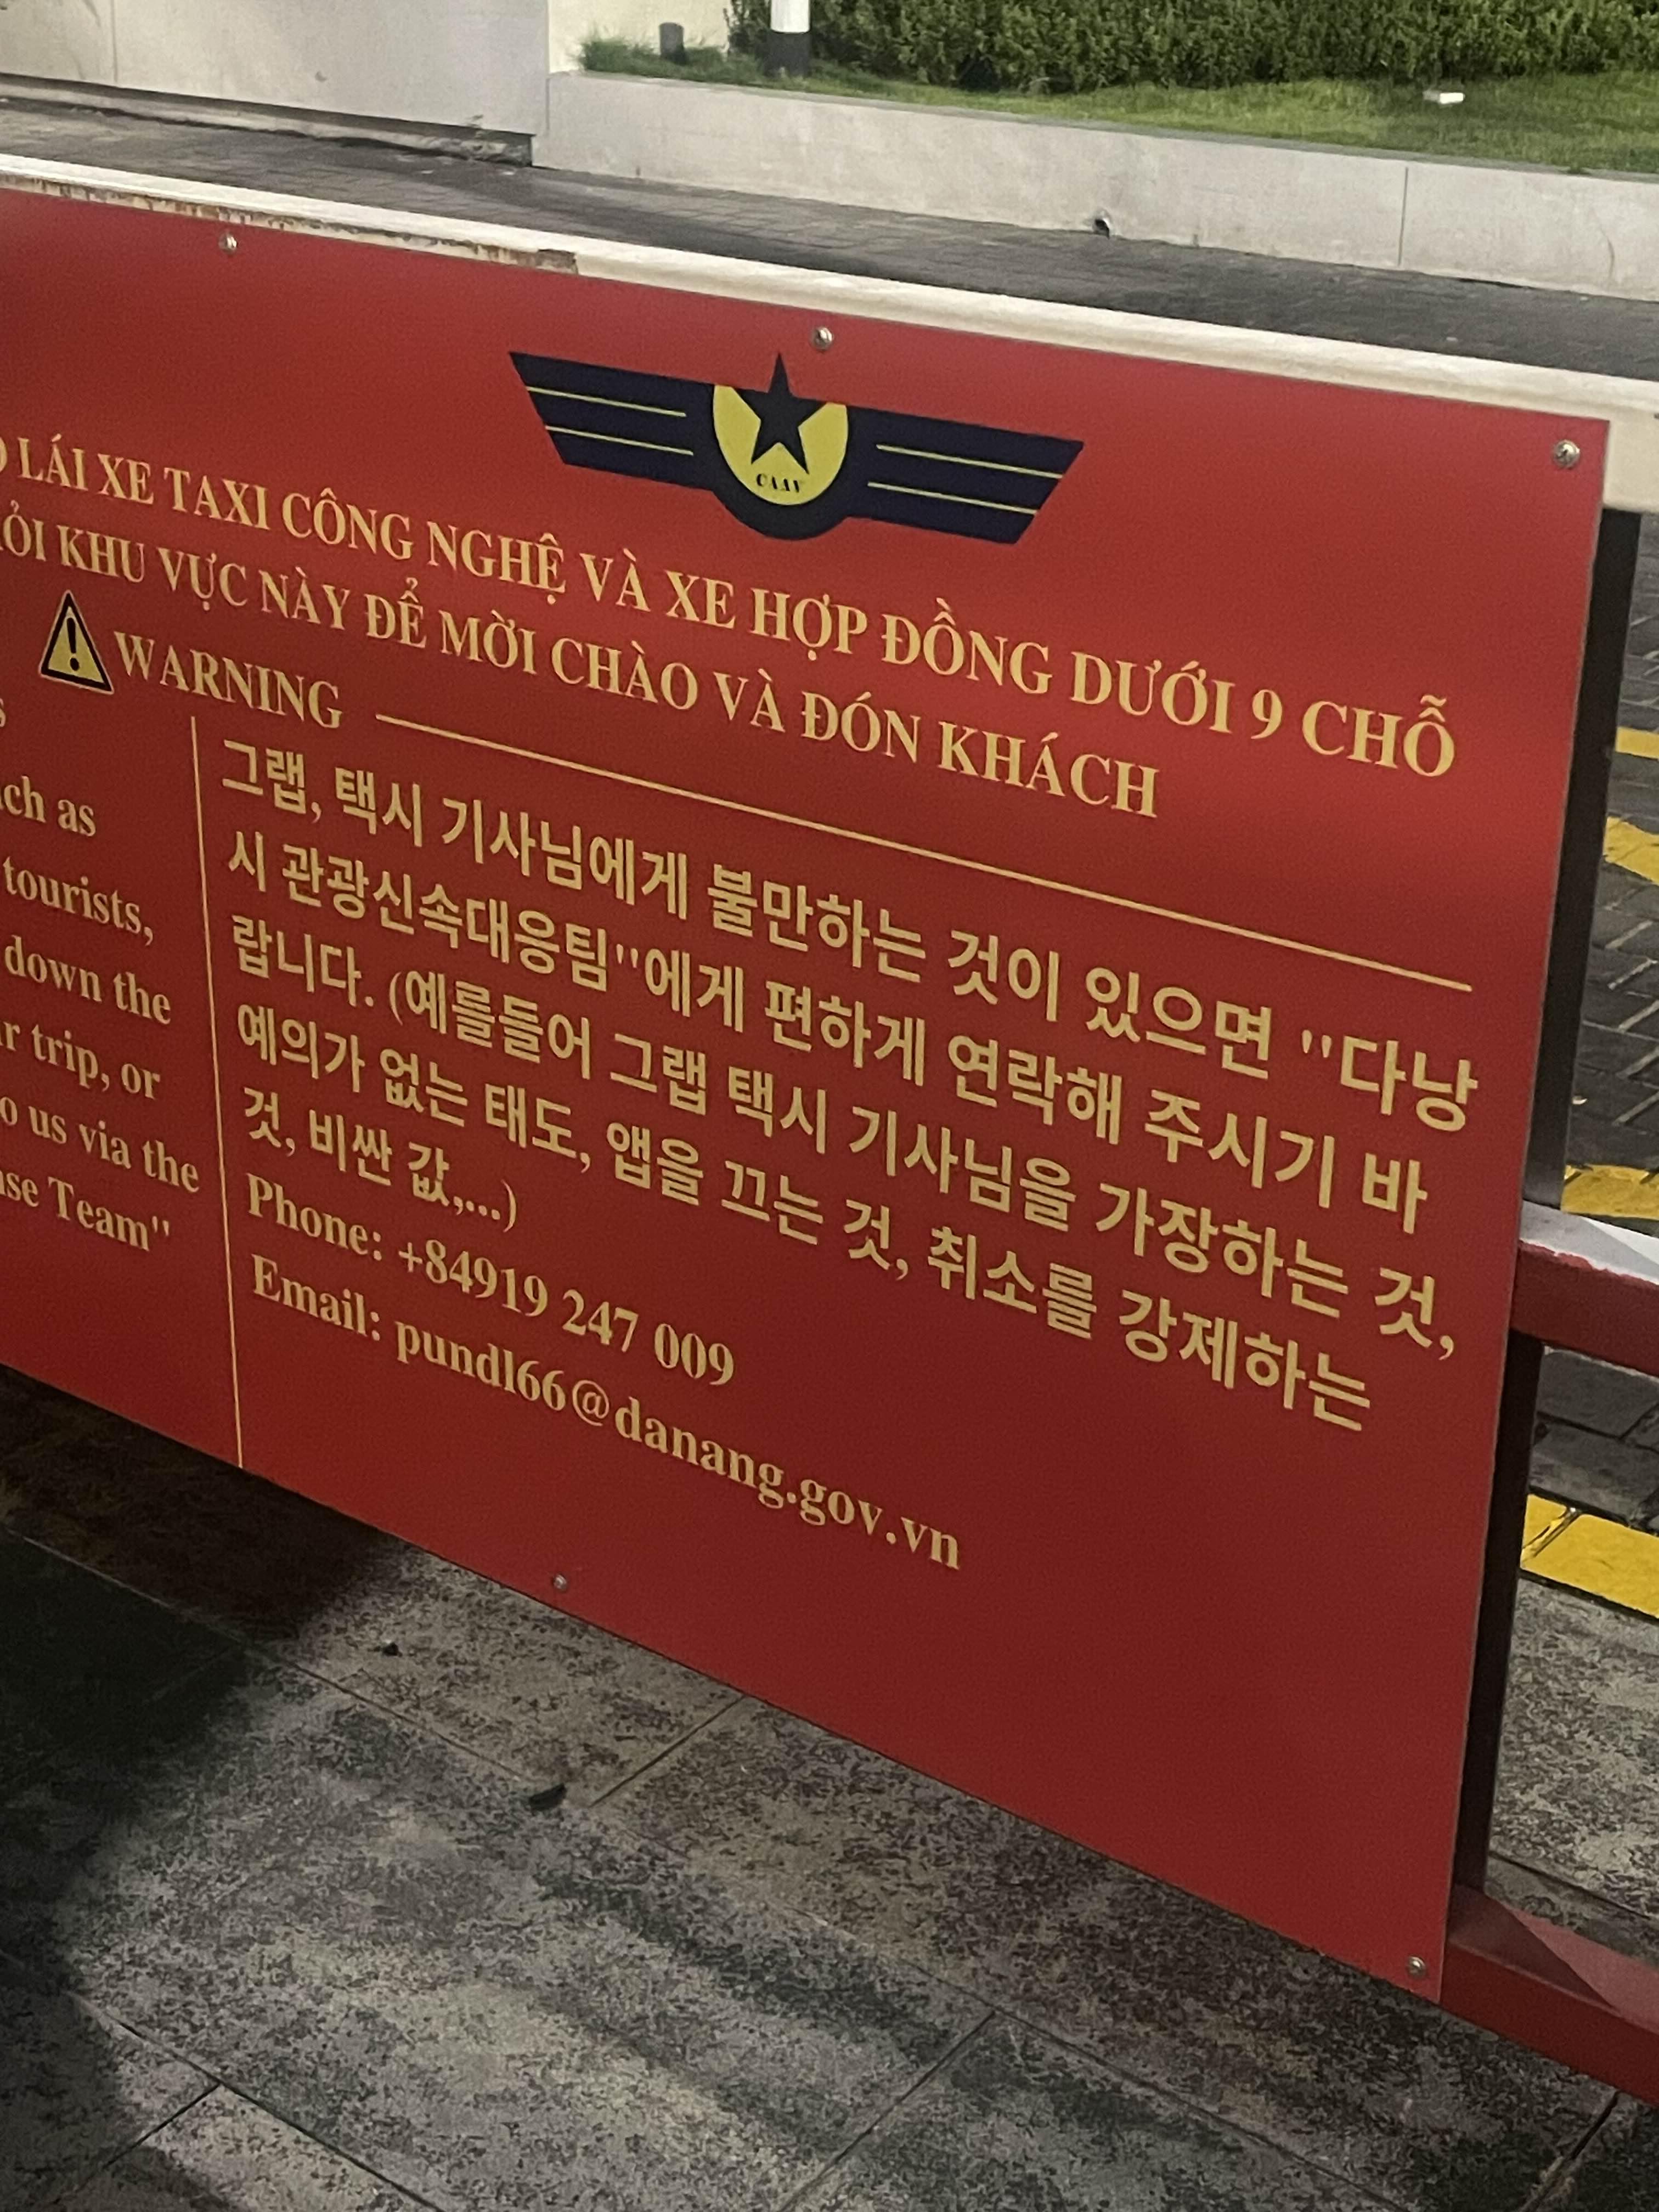 CAAV
LÁI XE TAXI CÔNG NGHỆ VÀ XE HỢP ĐỒNG DƯỚI 9 CHỖ
KHU VỰC NÀY ĐỂ MỜI CHÀO VÀ ĐÓN KHÁCH
WARNING
as
tourists,
down the
trip, or
us via the
Team"
그랩, 택시 기사님에게 불만하는 것이 있으면 "다낭
시 관광신속대응팀"에게 편하게 연락해 주시기 바
랍니다. (예를들어 그랩 택시 기사님을 가장하는 것,
예의가 없는 태도, 앱을 끄는 것, 취소를 강제하는
것, 비싼 값,...)
Phone: +84919 247 009
Email: pundl66@danang.gov.vn